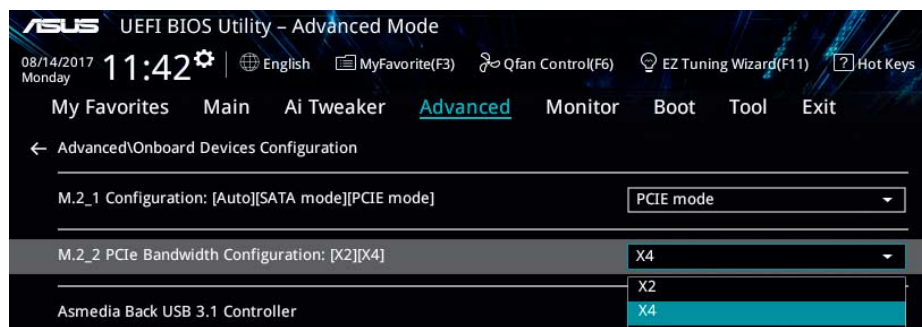 ASUS UEFI BIOS Utility – Advanced Mode
08/14/2017 Monday 11:42 English MyFavorite(F3) Qfan Control(F6) EZ Tuning Wizard(F11) ? Hot Keys
My Favorites Main Ai Tweaker Advanced Monitor Boot Tool Exit
← Advanced\Onboard Devices Configuration
M.2_1 Configuration: [Auto][SATA mode][PCIE mode] PCIE mode
M.2_2 PCIe Bandwidth Configuration: [X2][X4] X4
X2
Asmedia Back USB 3.1 Controller X4